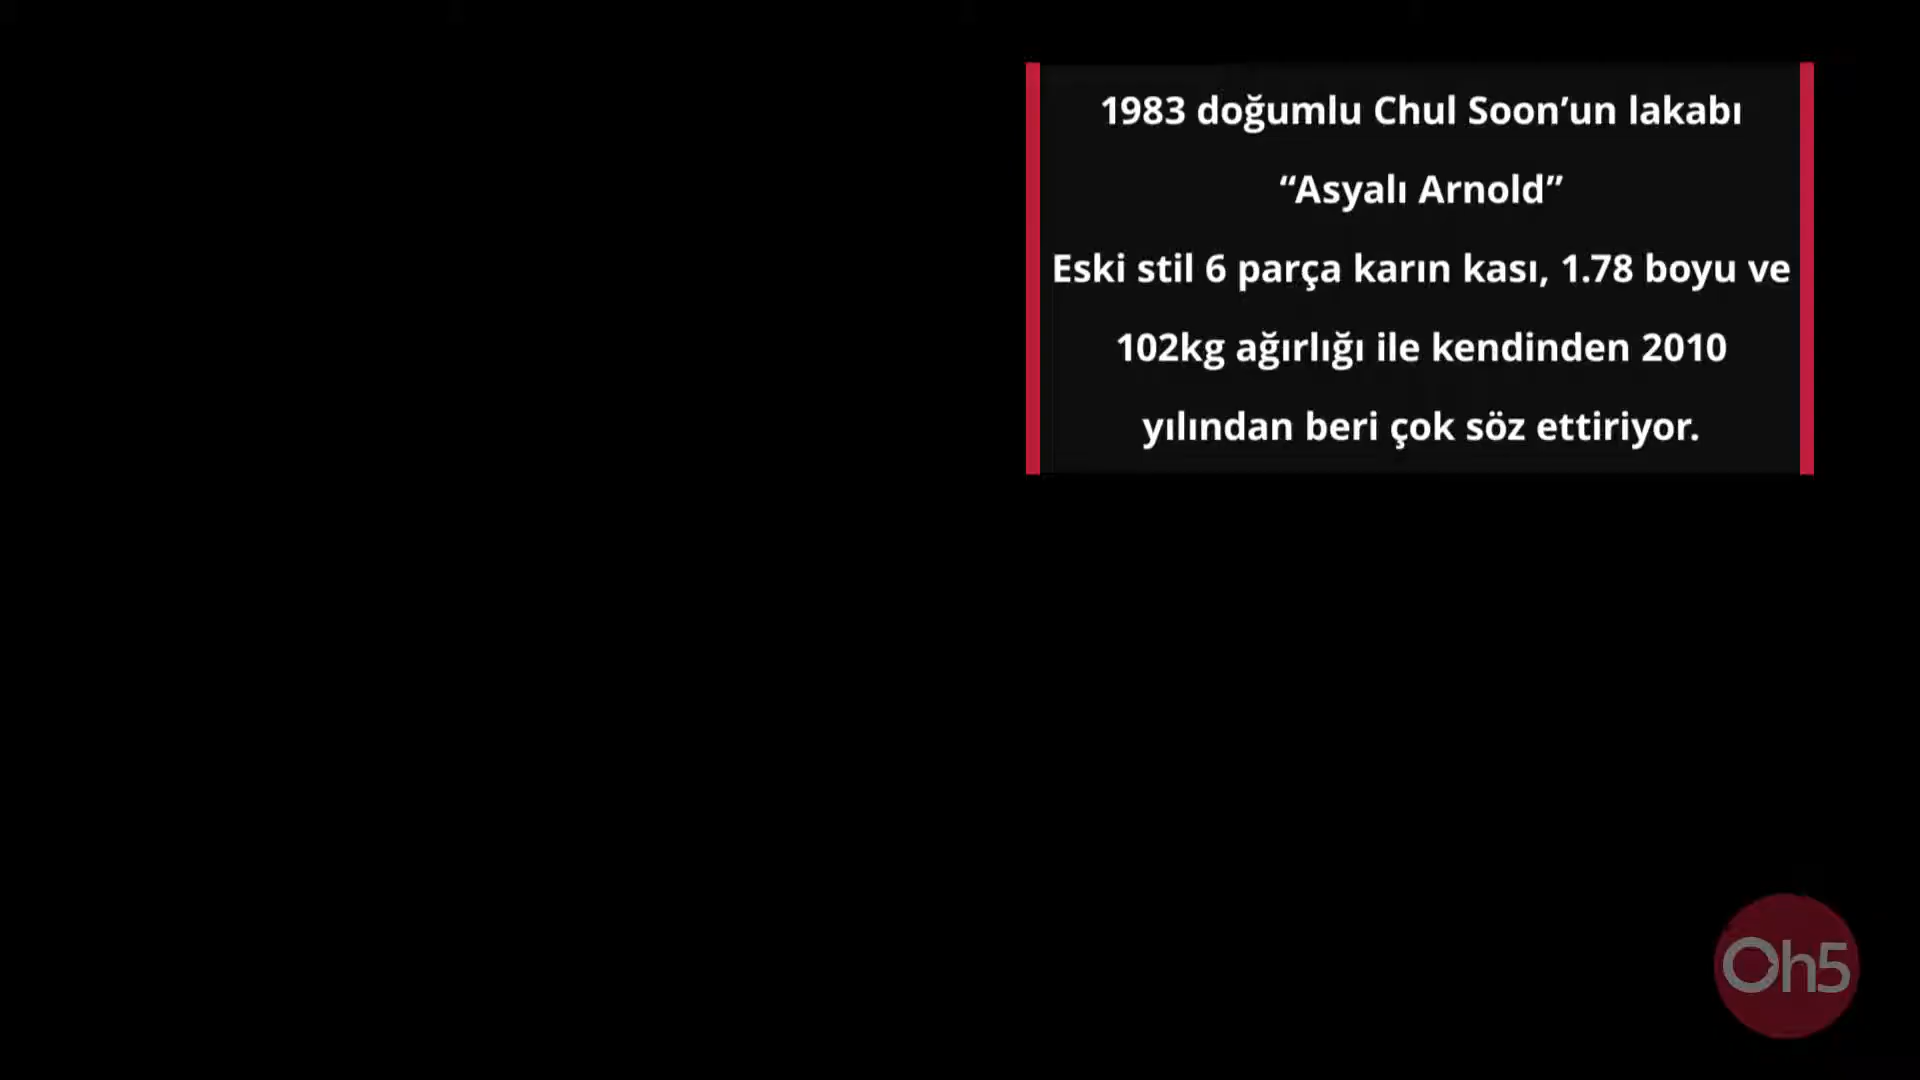 1983 doğumlu Chul Soon’un lakabı
“Asyalı Arnold”
Eski stil 6 parça karın kası, 1.78 boyu ve
102kg ağırlığı ile kendinden 2010
yılından beri çok söz ettiriyor.
Oh5